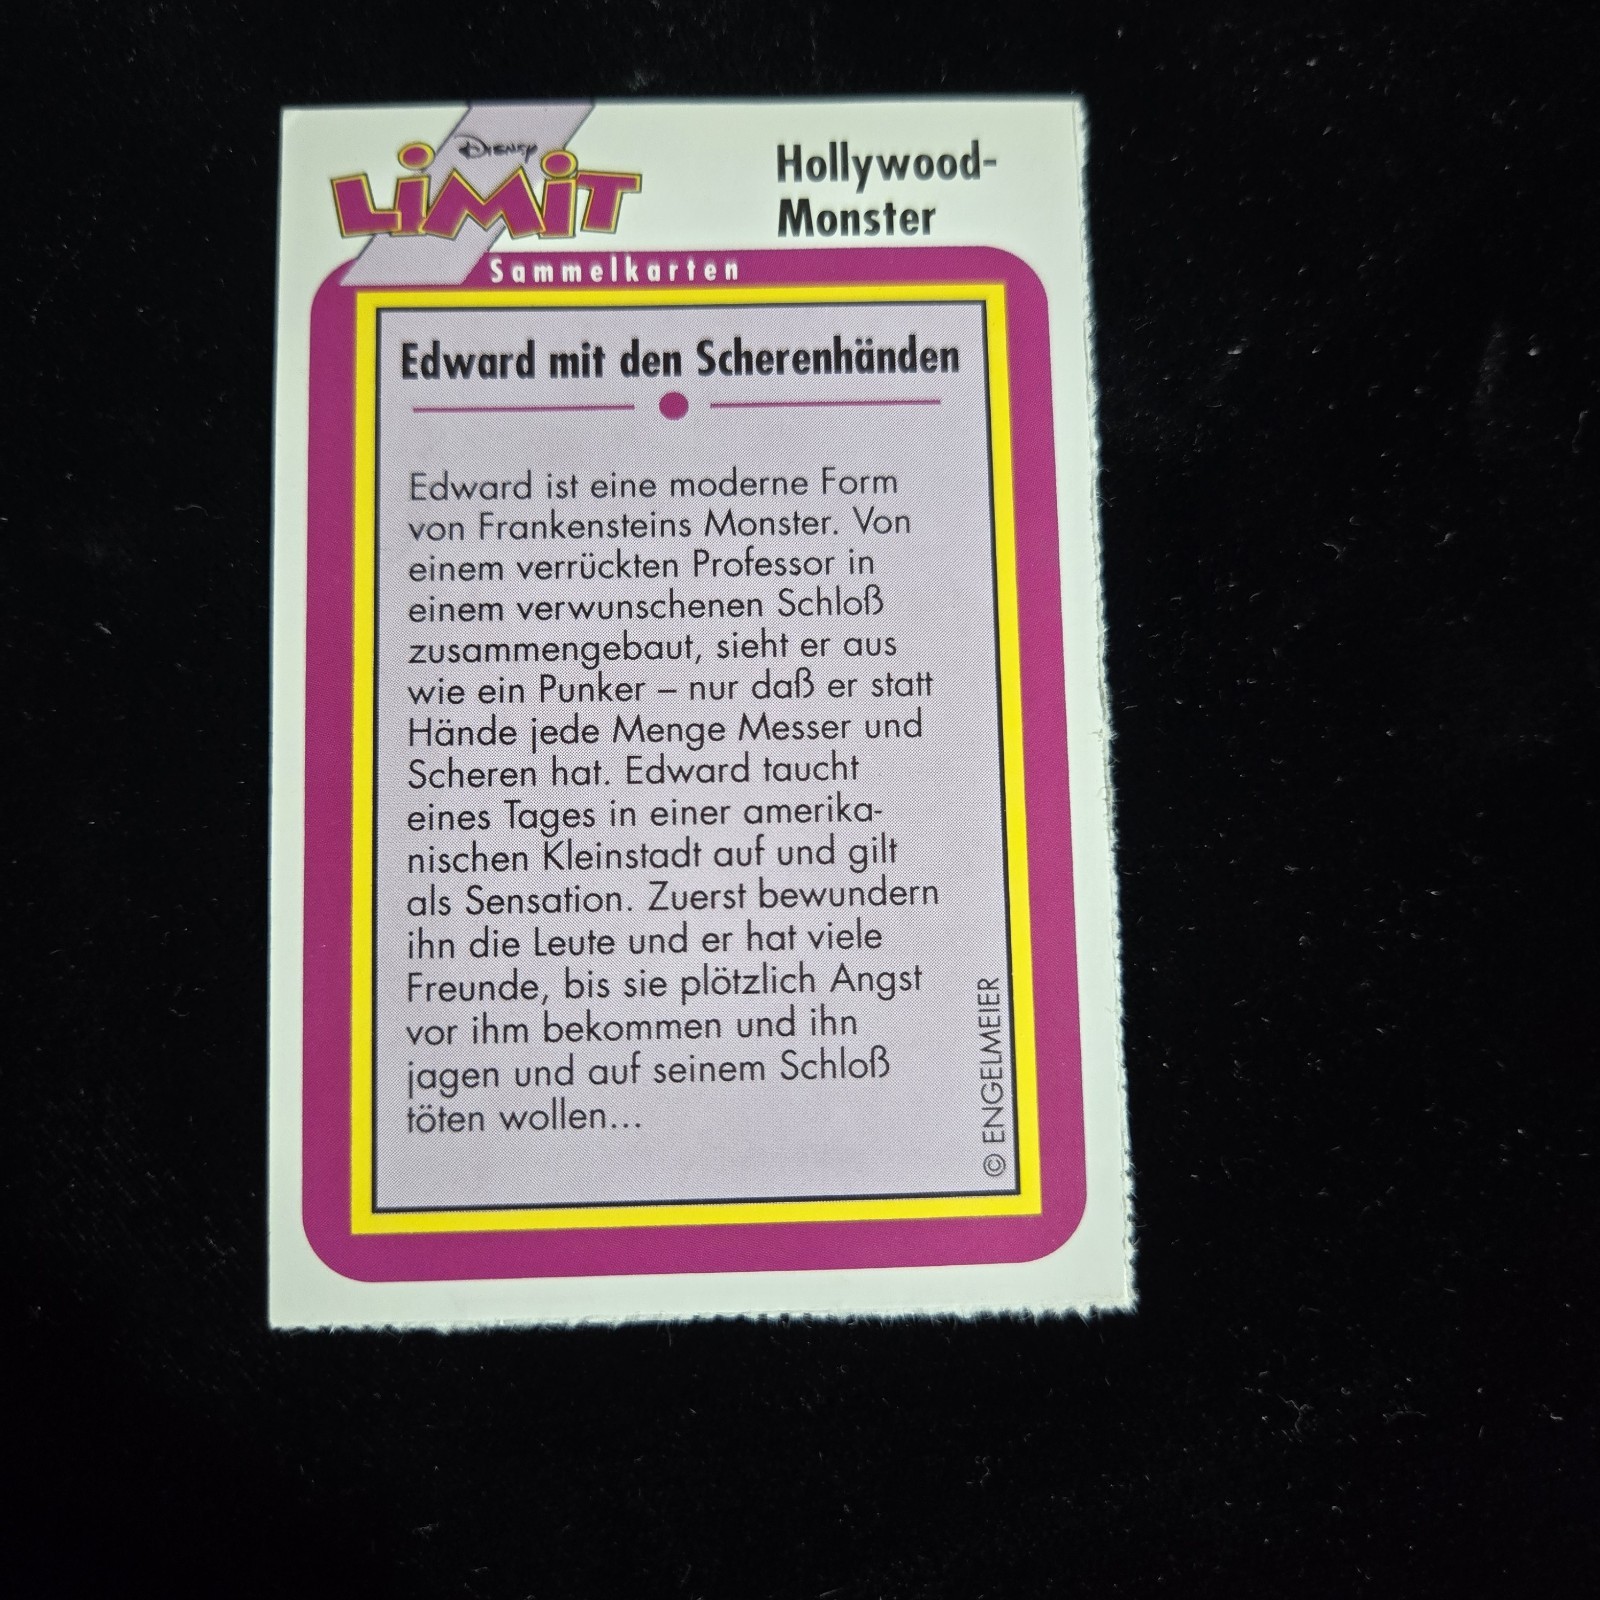 DISNEY
LiMiT
Hollywood-
Monster
Sammelkarten
Edward mit den Scherenhänden
Edward ist eine moderne Form
von Frankensteins Monster. Von
einem verrückten Professor in
einem verwunschenen Schloß
zusammengebaut, sieht er aus
wie ein Punker – nur daß er statt
Hände jede Menge Messer und
Scheren hat. Edward taucht
eines Tages in einer amerika-
nischen Kleinstadt auf und gilt
als Sensation. Zuerst bewundern
ihn die Leute und er hat viele
Freunde, bis sie plötzlich Angst
vor ihm bekommen und ihn
jagen und auf seinem Schloß
töten wollen...
© ENGELMEIER